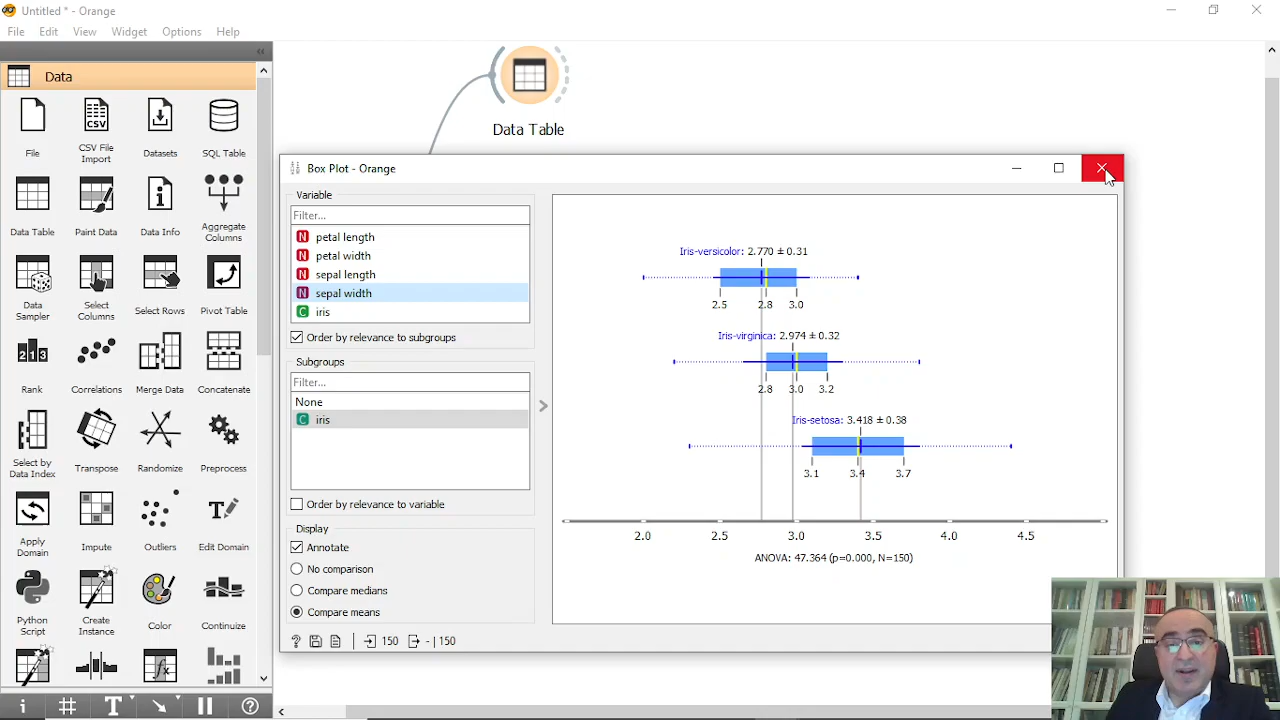 Untitled * - Orange
File Edit View Widget Options Help
Data
File
CSV File Import
Datasets
SQL Table
Data Table
Paint Data
Data Info
Aggregate Columns
Data Sampler
Select Columns
Select Rows
Pivot Table
Rank
Correlations
Merge Data
Concatenate
Select by Data Index
Transpose
Randomize
Preprocess
Apply Domain
Impute
Outliers
Edit Domain
Python Script
Create Instance
Color
Continuize
Data Table
Box Plot - Orange
Variable
Filter...
N petal length
N petal width
N sepal length
N sepal width
C iris
Order by relevance to subgroups
Subgroups
Filter...
None
C iris
Order by relevance to variable
Display
Annotate
No comparison
Compare medians
Compare means
? 150 - | 150
Iris-versicolor: 2.770 ± 0.31
2.5 2.8 3.0
Iris-virginica: 2.974 ± 0.32
2.8 3.0 3.2
Iris-setosa: 3.418 ± 0.38
3.1 3.4 3.7
2.0 2.5 3.0 3.5 4.0 4.5
ANOVA: 47.364 (p=0.000, N=150)